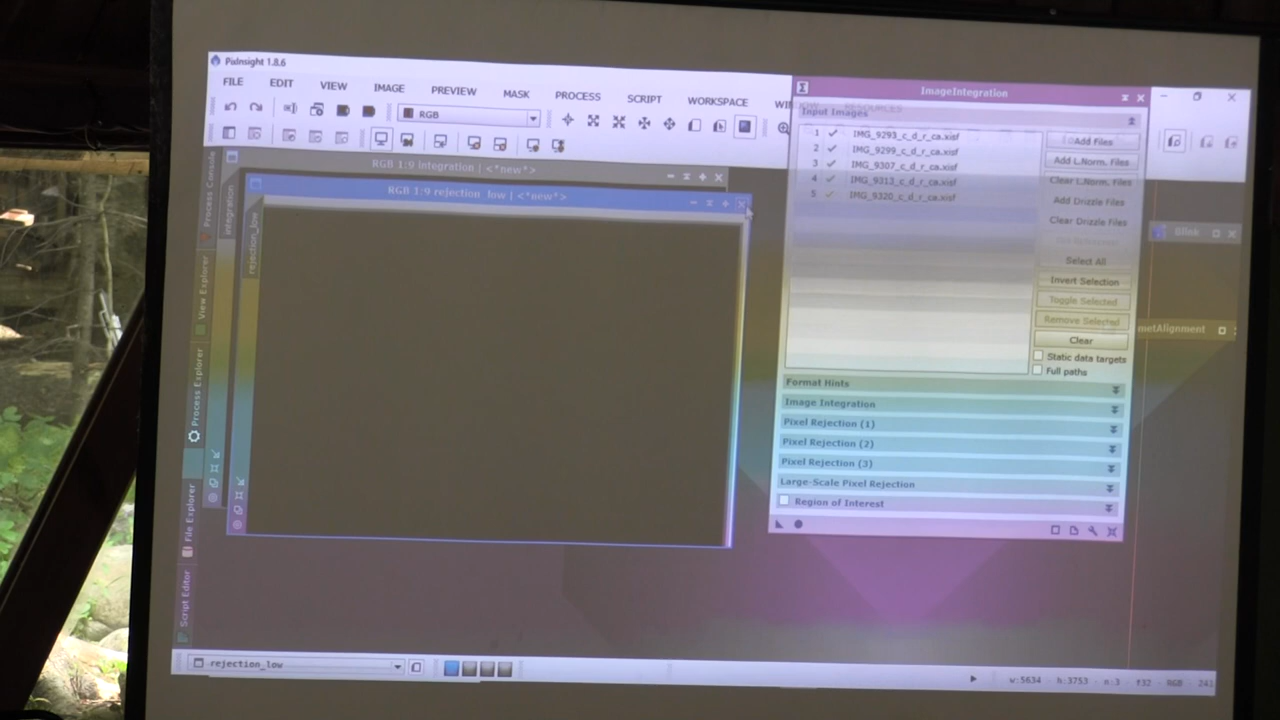 PixInsight 1.8.6
FILE EDIT VIEW IMAGE PREVIEW MASK PROCESS SCRIPT WORKSPACE
RGB
RGB 1:9 integration | <*new*>
RGB 1:9 rejection_low | <*new*>
integration
rejection_low
Process Console
View Explorer
Process Explorer
File Explorer
Script Editor
ImageIntegration
Input Images
1 IMG_9293_c_d_r_ca.xisf
2 IMG_9299_c_d_r_ca.xisf
3 IMG_9307_c_d_r_ca.xisf
4 IMG_9313_c_d_r_ca.xisf
5 IMG_9320_c_d_r_ca.xisf
Add Files
Add L.Norm. Files
Clear L.Norm. Files
Add Drizzle Files
Clear Drizzle Files
Select All
Invert Selection
Toggle Selected
Remove Selected
Clear
Static data targets
Full paths
Format Hints
Image Integration
Pixel Rejection (1)
Pixel Rejection (2)
Pixel Rejection (3)
Large-Scale Pixel Rejection
Region of Interest
Blink
metAlignment
rejection_low
w:5634 · h:3753 · n:3 · f32 · RGB · 241